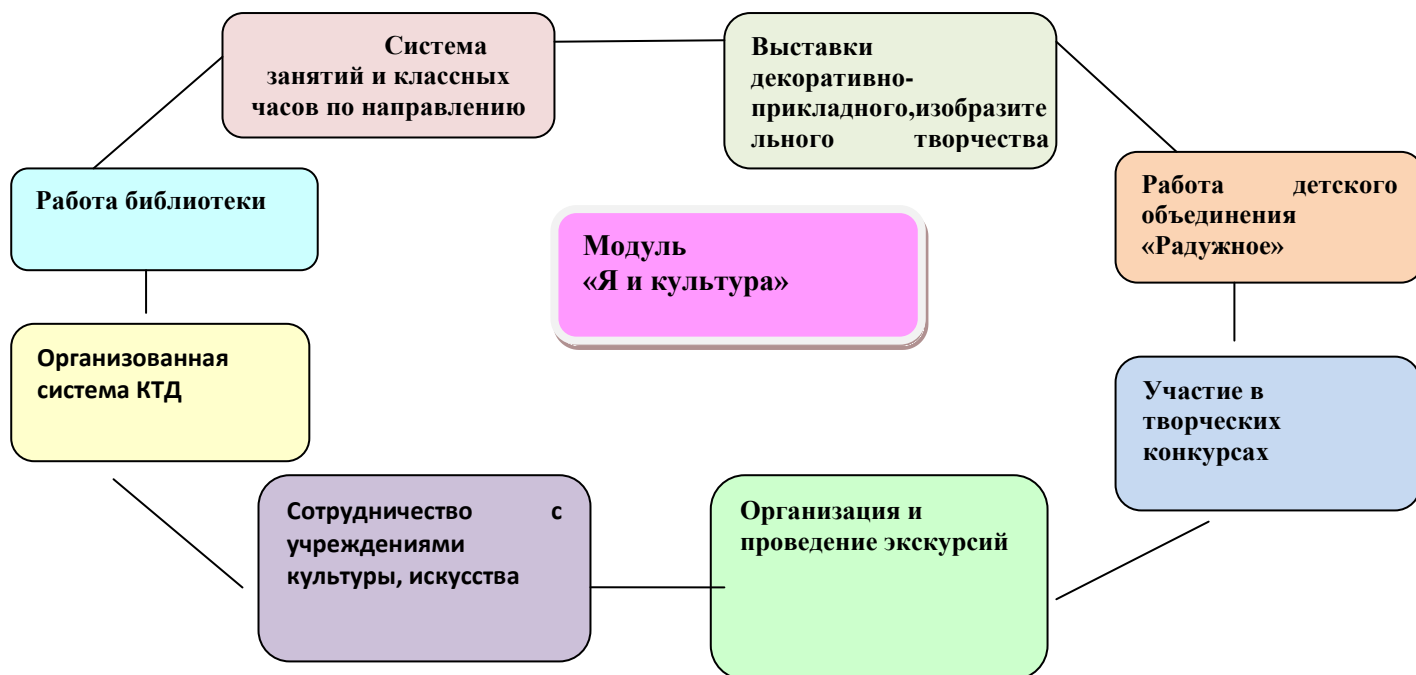 Система
занятий и классных
часов по направлению
Выставки
декоративно-
прикладного,изобразите
льного творчества
Работа библиотеки
Работа детского
объединения
«Радужное»
Модуль
«Я и культура»
Организованная
система КТД
Участие в
творческих
конкурсах
Сотрудничество с
учреждениями
культуры, искусства
Организация и
проведение экскурсий